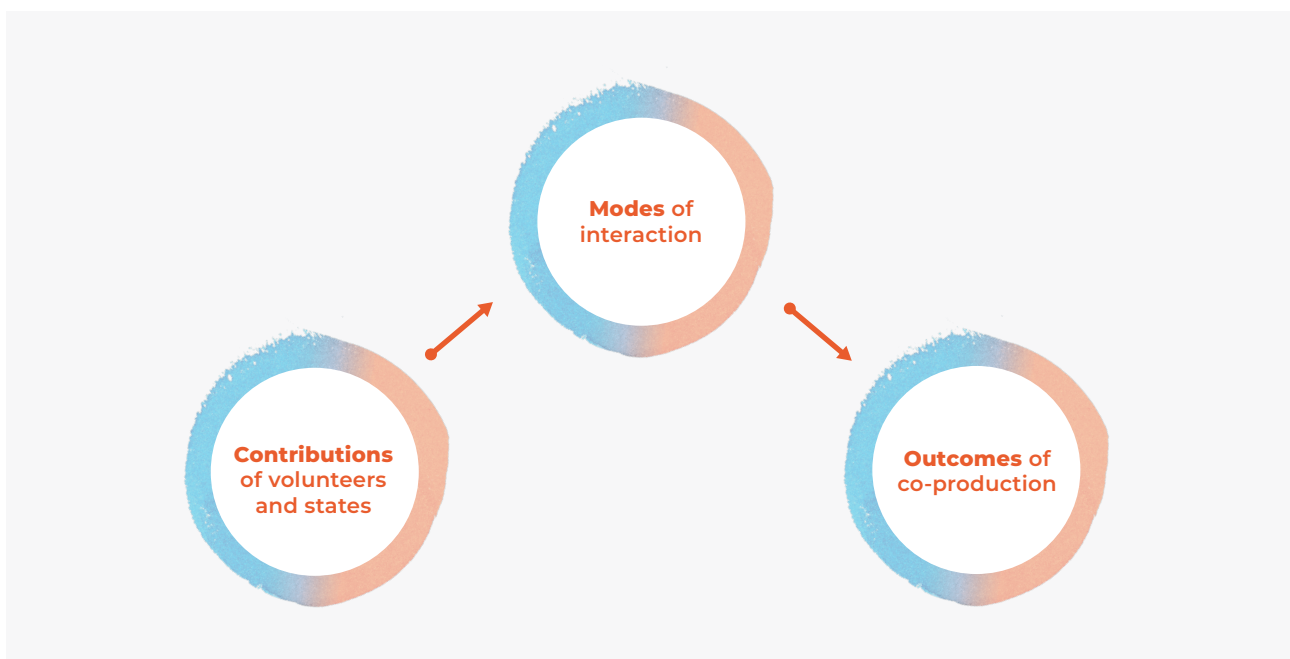 Modes of
interaction
Contributions
of volunteers
and states
Outcomes of
co-production